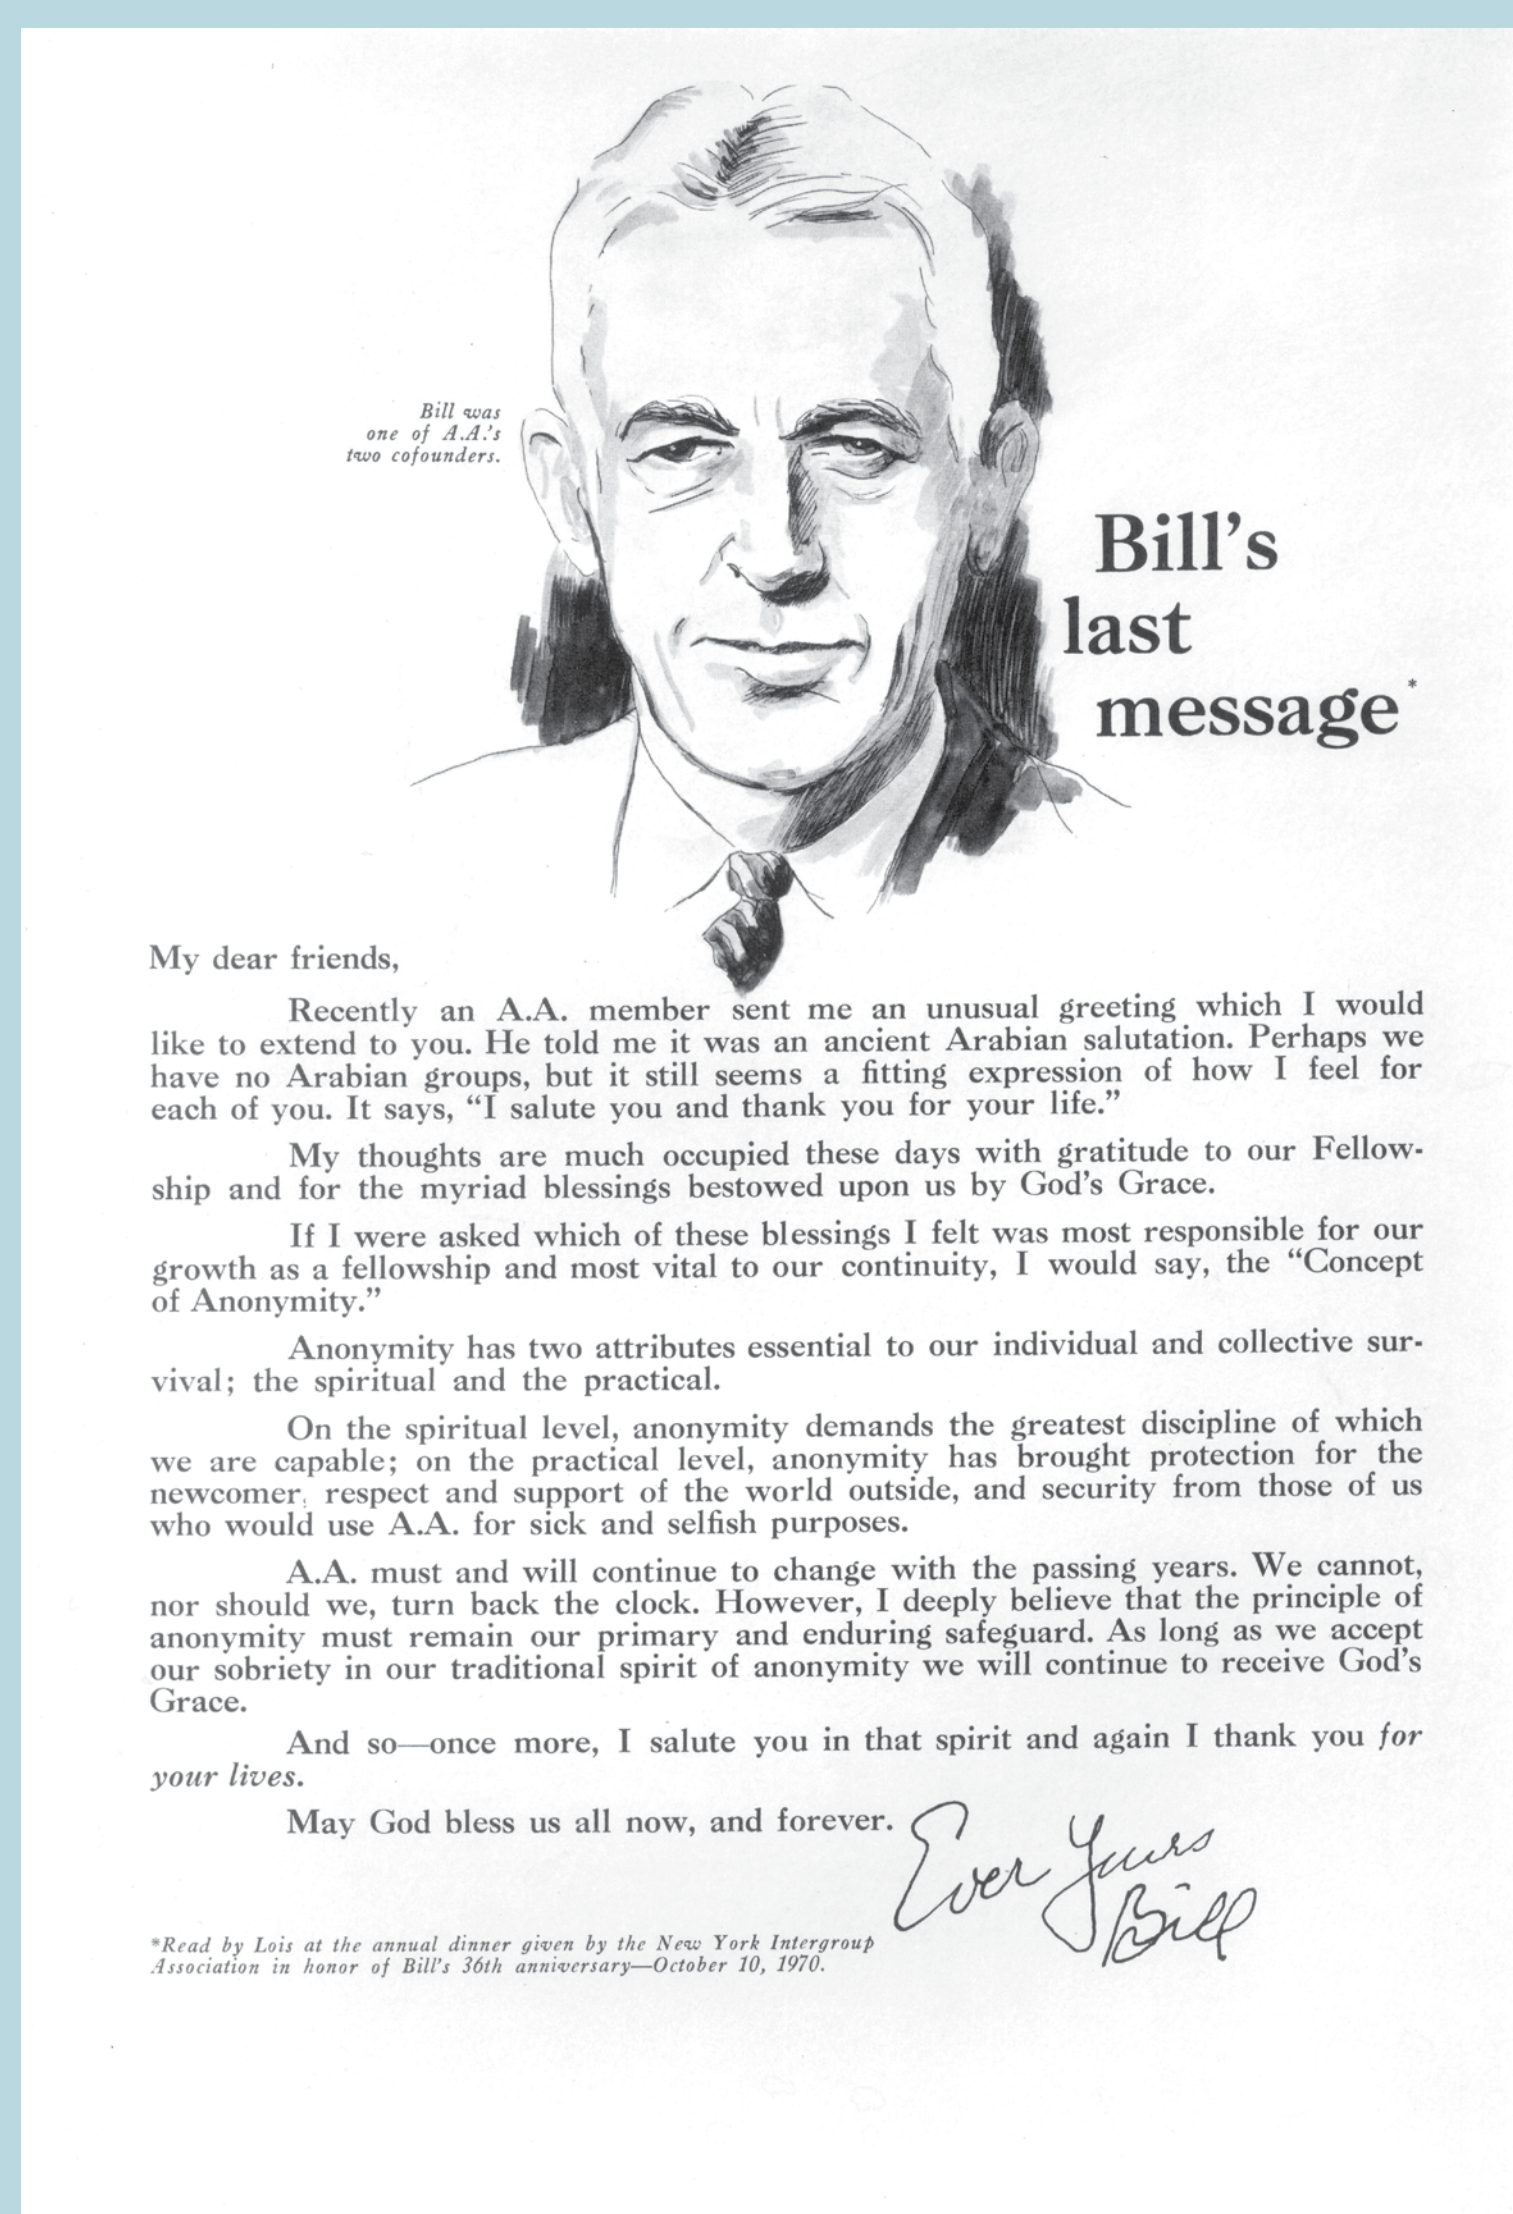 Bill was
one of A.A.'s
two cofounders.
Bill's
last
message*
My dear friends,
Recently an A.A. member sent me an unusual greeting which I would
like to extend to you. He told me it was an ancient Arabian salutation. Perhaps we
have no Arabian groups, but it still seems a fitting expression of how I feel for
each of you. It says, “I salute you and thank you for your life.”
My thoughts are much occupied these days with gratitude to our Fellow-
ship and for the myriad blessings bestowed upon us by God's Grace.
If I were asked which of these blessings I felt was most responsible for our
growth as a fellowship and most vital to our continuity, I would say, the “Concept
of Anonymity.”
Anonymity has two attributes essential to our individual and collective sur-
vival; the spiritual and the practical.
On the spiritual level, anonymity demands the greatest discipline of which
we are capable; on the practical level, anonymity has brought protection for the
newcomer, respect and support of the world outside, and security from those of us
who would use A.A. for sick and selfish purposes.
A.A. must and will continue to change with the passing years. We cannot,
nor should we, turn back the clock. However, I deeply believe that the principle of
anonymity must remain our primary and enduring safeguard. As long as we accept
our sobriety in our traditional spirit of anonymity we will continue to receive God's
Grace.
And so—once more, I salute you in that spirit and again I thank you for
your lives.
May God bless us all now, and forever.
Ever Yours
Bill
*Read by Lois at the annual dinner given by the New York Intergroup
Association in honor of Bill's 36th anniversary—October 10, 1970.